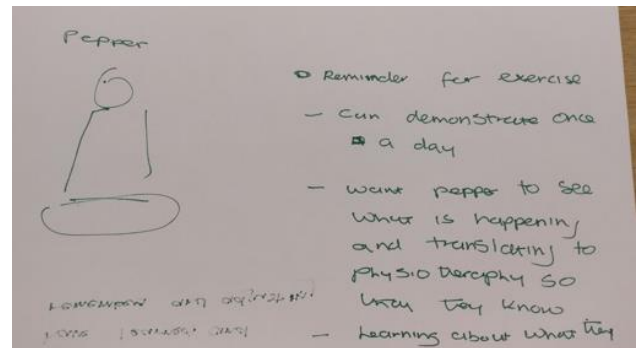 Pepper
Reminder for exercise
- can demonstrate once
a day
- want pepper to see
what is happening
and translating to
physio theraphy so
they know
- Learning about what they